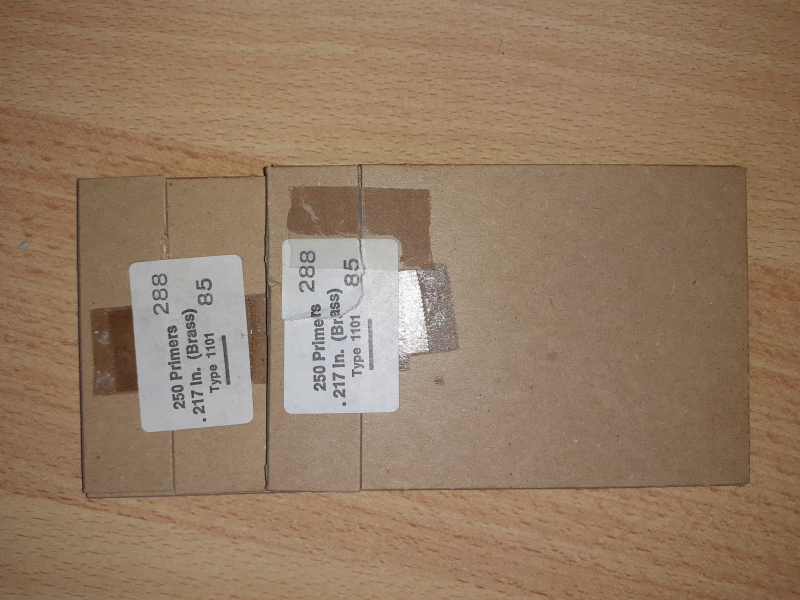 250 Primers 288
.217 In. (Brass) 85
Type 1101
250 Primers 288
.217 In. (Brass) 85
Type 1101